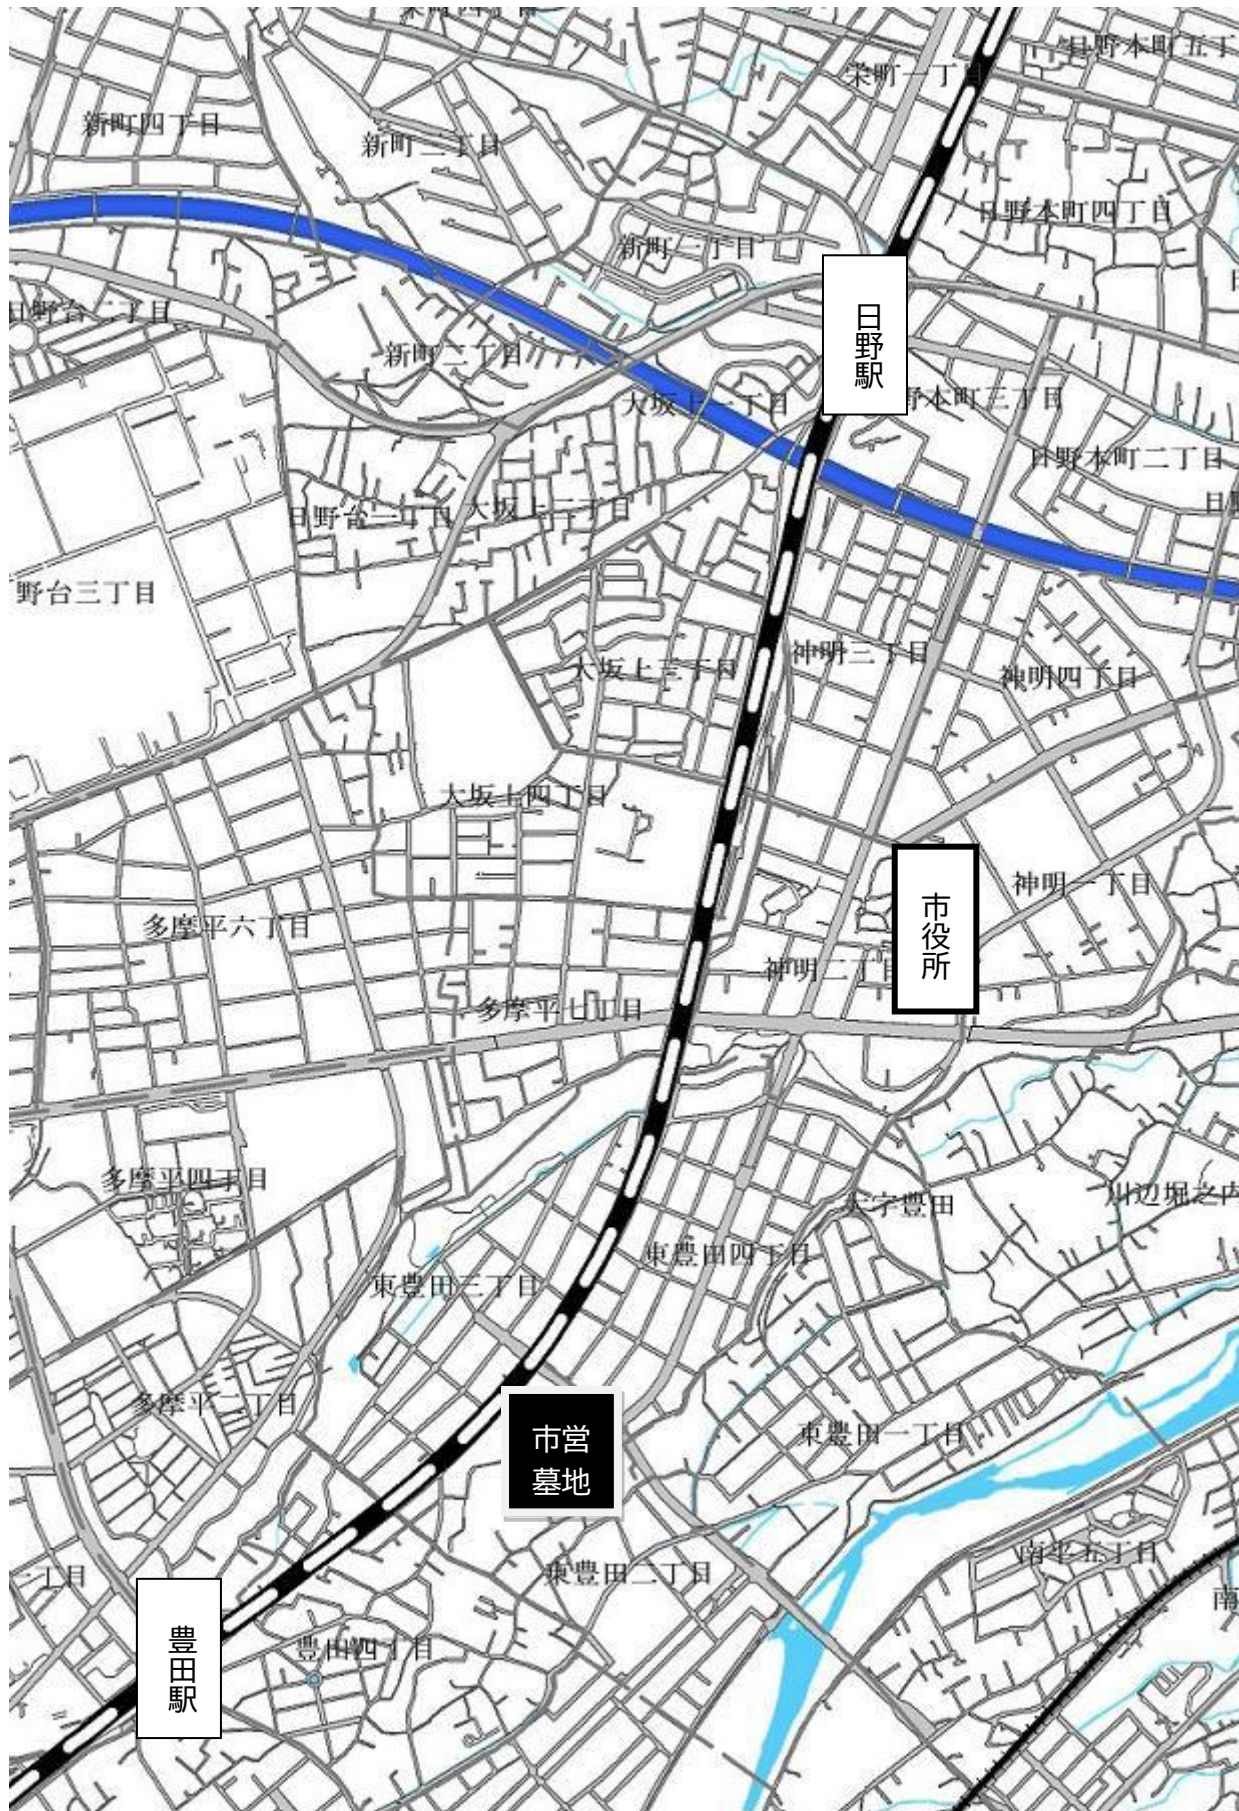 栄町四丁目
日野本町五丁
栄町一丁目
新町四丁目
新町三丁目
日野本町四丁目
新町一丁目
日野台二丁目
日野駅
新町二丁目
大坂上一丁目
野本町三丁目
日野本町二丁目
日野
日野台一丁目
大坂上二丁目
野台三丁目
神明三丁目
大坂上三丁目
神明四丁目
大坂上四丁目
神明一丁目
市役所
多摩平六丁目
神明二丁目
多摩平七丁目
多摩平四丁目
大字豊田
川辺堀之内
東豊田四丁目
東豊田三丁目
多摩平二丁目
市営
墓地
東豊田一丁目
南平五丁目
二丁目
東豊田二丁目
南
豊田駅
豊田四丁目